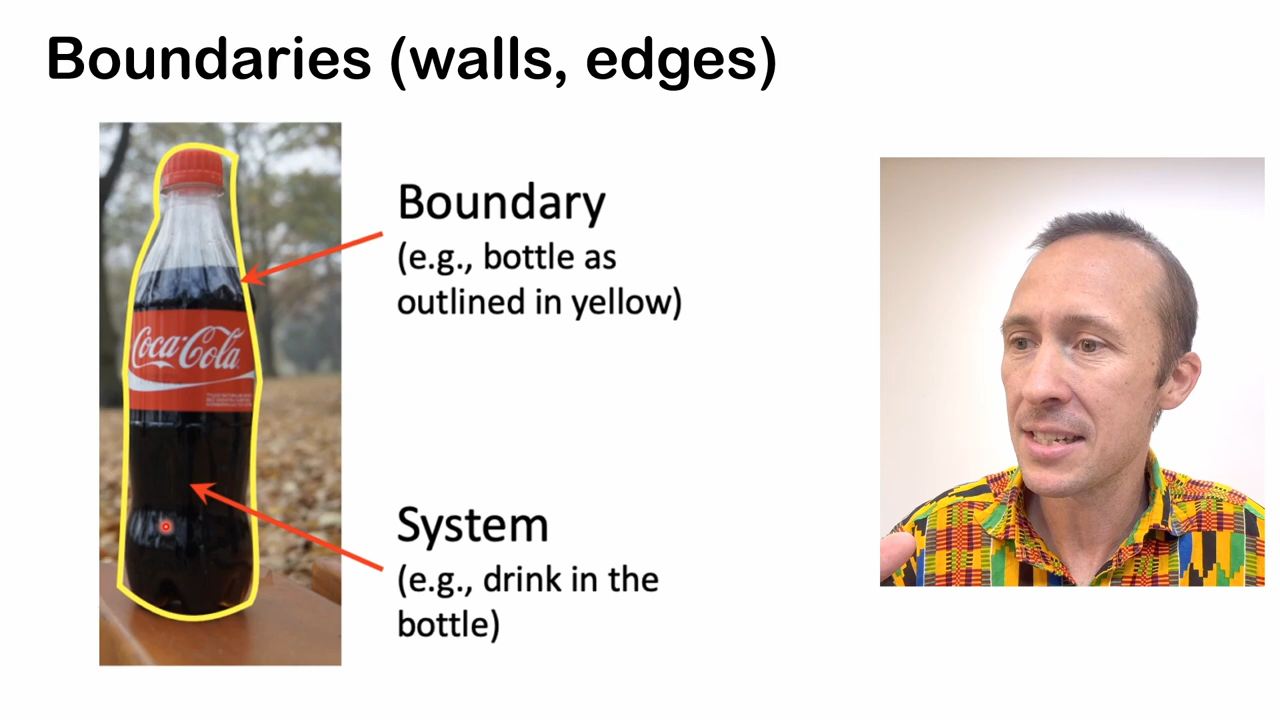 Boundaries (walls, edges)
Boundary
(e.g., bottle as
outlined in yellow)
Coca-Cola
System
(e.g., drink in the
bottle)